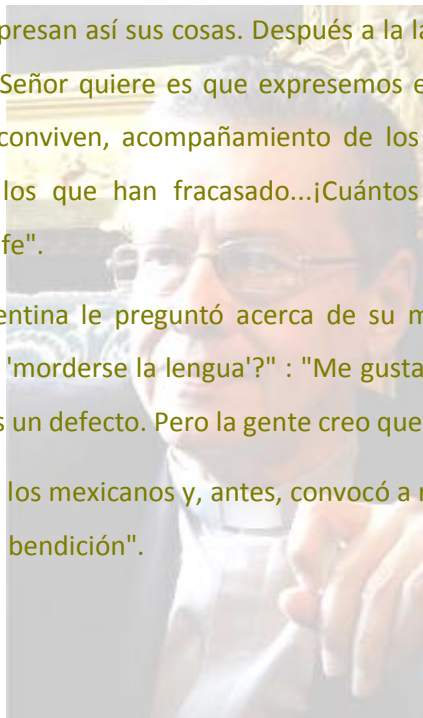 presan así sus cosas. Después a la la
Señor quiere es que expresemos e
conviven, acompañamiento de los
los que han fracasado...¡Cuántos
fe".
entina le preguntó acerca de su m
'morderse la lengua'?" : "Me gusta
s un defecto. Pero la gente creo que
los mexicanos y, antes, convocó a
bendición".